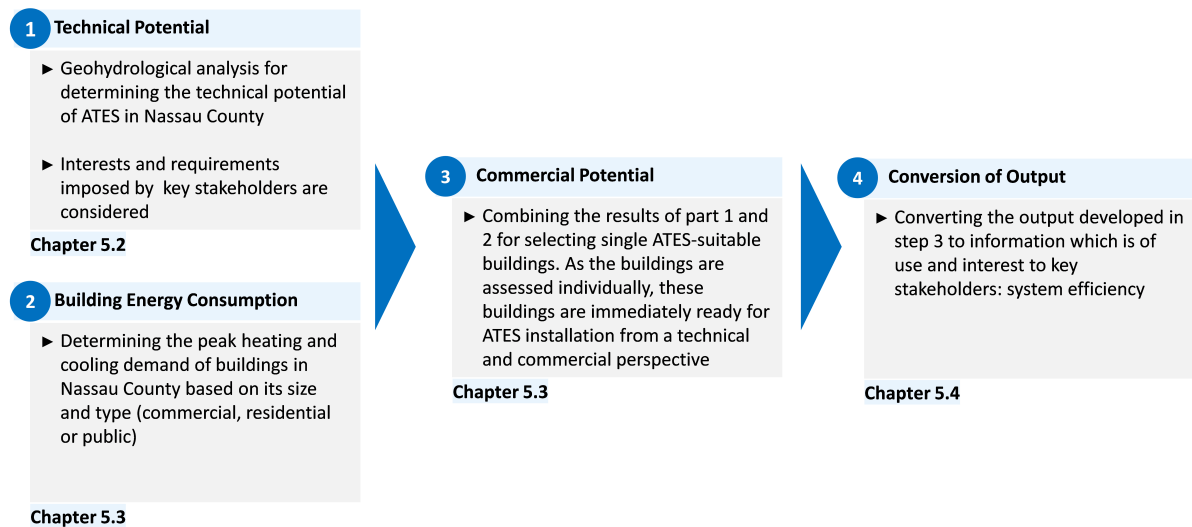 1 Technical Potential
► Geohydrological analysis for
determining the technical potential
of ATES in Nassau County
► Interests and requirements
imposed by  key stakeholders are
considered
Chapter 5.2
2 Building Energy Consumption
► Determining the peak heating and
cooling demand of buildings in
Nassau County based on its size
and type (commercial, residential
or public)
Chapter 5.3
3 Commercial Potential
► Combining the results of part 1 and
2 for selecting single ATES-suitable
buildings. As the buildings are
assessed individually, these
buildings are immediately ready for
ATES installation from a technical
and commercial perspective
Chapter 5.3
4 Conversion of Output
► Converting the output developed in
step 3 to information which is of
use and interest to key
stakeholders: system efficiency
Chapter 5.4